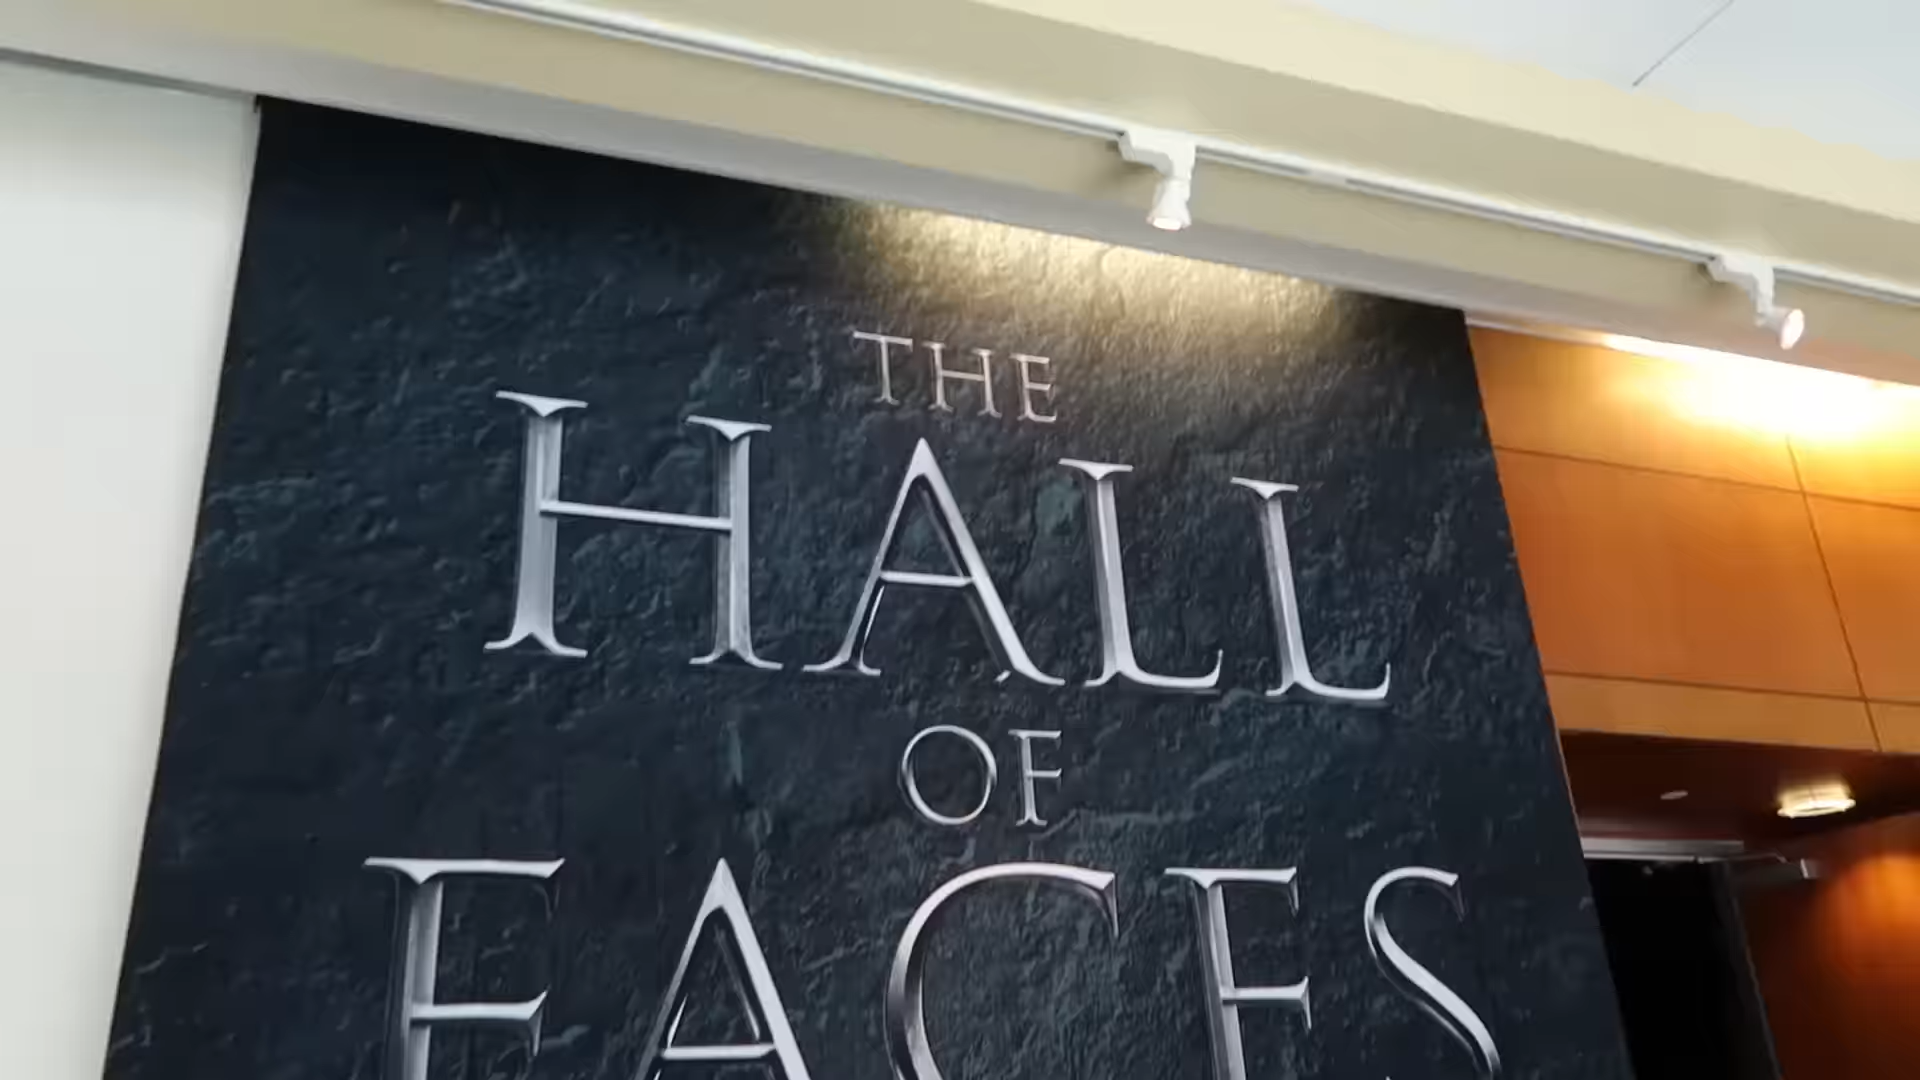 THE
HALL
OF
FACES